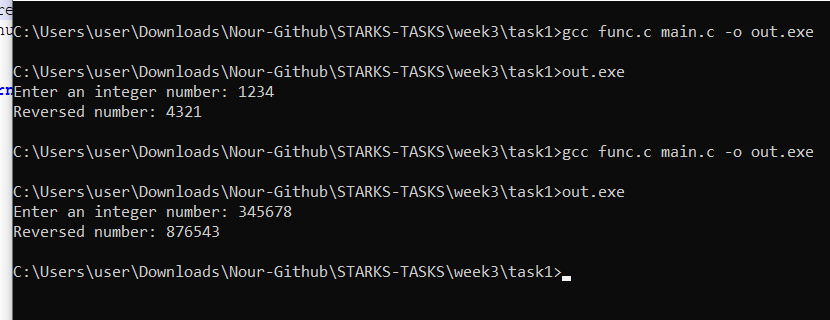 C:\Users\user\Downloads\Nour-Github\STARKS-TASKS\week3\task1>gcc func.c main.c -o out.exe
C:\Users\user\Downloads\Nour-Github\STARKS-TASKS\week3\task1>out.exe
Enter an integer number: 1234
Reversed number: 4321
C:\Users\user\Downloads\Nour-Github\STARKS-TASKS\week3\task1>gcc func.c main.c -o out.exe
C:\Users\user\Downloads\Nour-Github\STARKS-TASKS\week3\task1>out.exe
Enter an integer number: 345678
Reversed number: 876543
C:\Users\user\Downloads\Nour-Github\STARKS-TASKS\week3\task1>